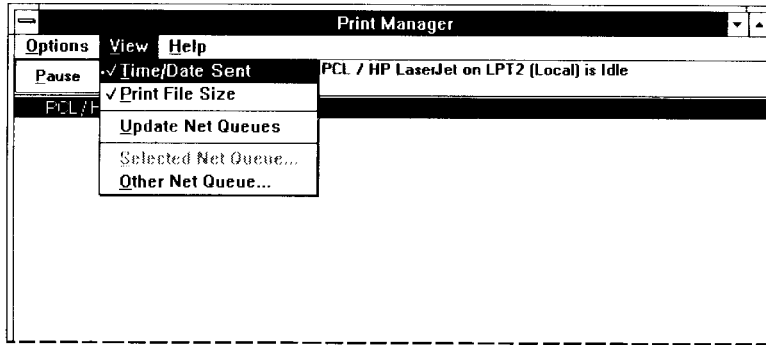 Print Manager
Options View Help
Pause
PCL / HP LaserJet on LPT2 (Local) is Idle
PCL/H
√ Time/Date Sent
√ Print File Size
Update Net Queues
Selected Net Queue...
Other Net Queue...